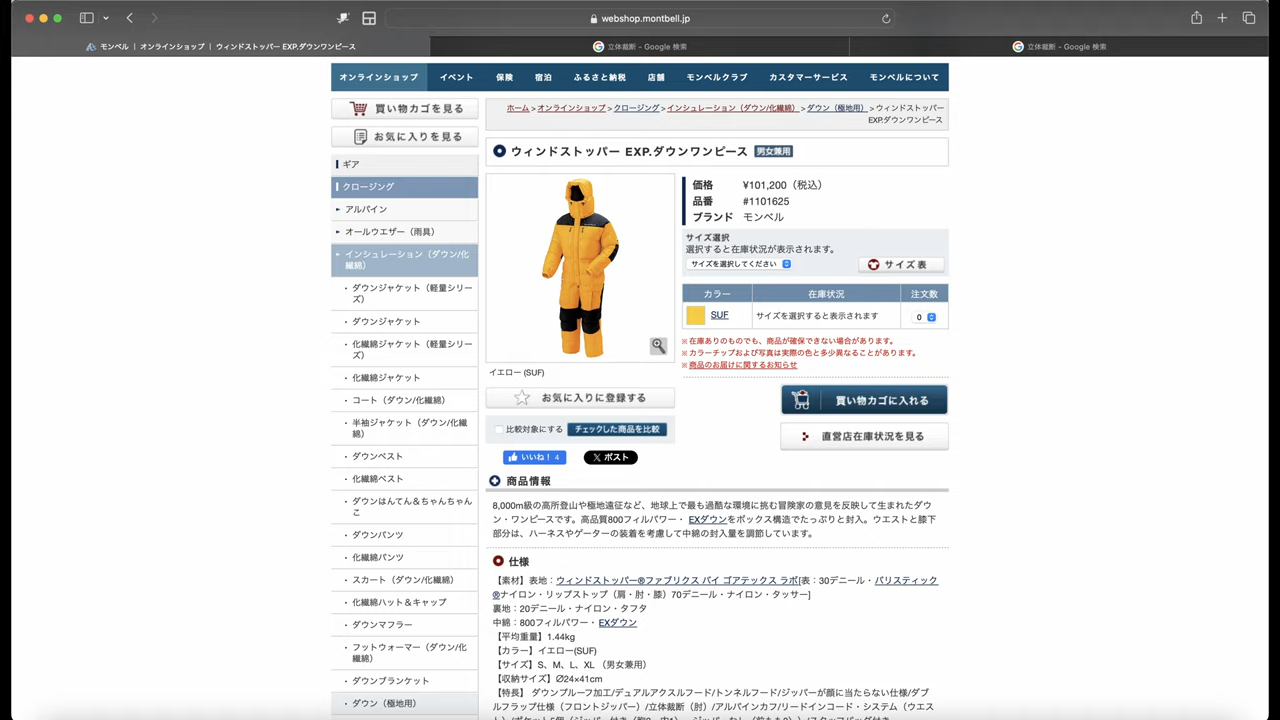 webshop.montbell.jp
モンベル | オンラインショップ | ウィンドストッパー EXP.ダウンワンピース
立体裁断 - Google 検索
立体裁断 - Google 検索
オンラインショップ イベント 保険 宿泊 ふるさと納税 店舗 モンベルクラブ カスタマーサービス モンベルについて
買い物カゴを見る
お気に入りを見る
ギア
クロージング
アルパイン
オールウエザー（雨具）
インシュレーション（ダウン/化
繊綿）
ダウンジャケット（軽量シリー
ズ）
ダウンジャケット
化繊綿ジャケット（軽量シリー
ズ）
化繊綿ジャケット
コート（ダウン/化繊綿）
半袖ジャケット（ダウン/化繊
綿）
ダウンベスト
化繊綿ベスト
ダウンはんてん＆ちゃんちゃん
こ
ダウンパンツ
化繊綿パンツ
スカート（ダウン/化繊綿）
化繊綿ハット＆キャップ
ダウンマフラー
フットウォーマー（ダウン/化
繊綿）
ダウンブランケット
ダウン（極地用）
ホーム > オンラインショップ > クロージング > インシュレーション（ダウン/化繊綿） > ダウン（極地用） > ウィンドストッパー
EXP.ダウンワンピース
ウィンドストッパー EXP.ダウンワンピース 男女兼用
イエロー (SUF)
お気に入りに登録する
比較対象にする チェックした商品を比較
いいね！ 4 ポスト
価格 ¥101,200（税込）
品番 #1101625
ブランド モンベル
サイズ選択
選択すると在庫状況が表示されます。
サイズを選択してください サイズ表
カラー 在庫状況 注文数
SUF サイズを選択すると表示されます 0
※在庫ありのものでも、商品が確保できない場合があります。
※カラーチップおよび写真は実際の色と多少異なることがあります。
※商品のお届けに関するお知らせ
買い物カゴに入れる
直営店在庫状況を見る
商品情報
8,000m級の高所登山や極地遠征など、地球上で最も過酷な環境に挑む冒険家の意見を反映して生まれたダウ
ン・ワンピースです。高品質800フィルパワー・ EXダウンをボックス構造でたっぷりと封入。ウエストと膝下
部分は、ハーネスやゲーターの装着を考慮して中綿の封入量を調節しています。
仕様
【素材】表地：ウィンドストッパー®ファブリクス バイ ゴアテックス ラボ[表：30デニール・バリスティック
®ナイロン・リップストップ（肩・肘・膝）70デニール・ナイロン・タッサー]
裏地：20デニール・ナイロン・タフタ
中綿：800フィルパワー・ EXダウン
【平均重量】1.44kg
【カラー】イエロー(SUF)
【サイズ】S、M、L、XL （男女兼用）
【収納サイズ】∅24×41cm
【特長】 ダウンプルーフ加工/デュアルアクスルフード/トンネルフード/ジッパーが顔に当たらない仕様/ダブ
ルフラップ仕様（フロントジッパー）/立体裁断（肘）/アルパインカフ/リードインコード・システム（ウエス